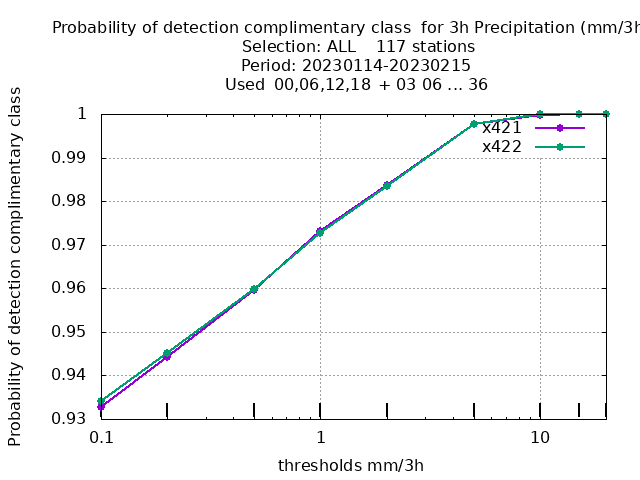 Probability of detection complimentary class  for 3h Precipitation (mm/3h
Selection: ALL    117 stations
Period: 20230114-20230215
Used  00,06,12,18 + 03 06 ... 36
Probability of detection complimentary class
1
0.99
0.98
0.97
0.96
0.95
0.94
0.93
x421
x422
0.1
1
10
thresholds mm/3h